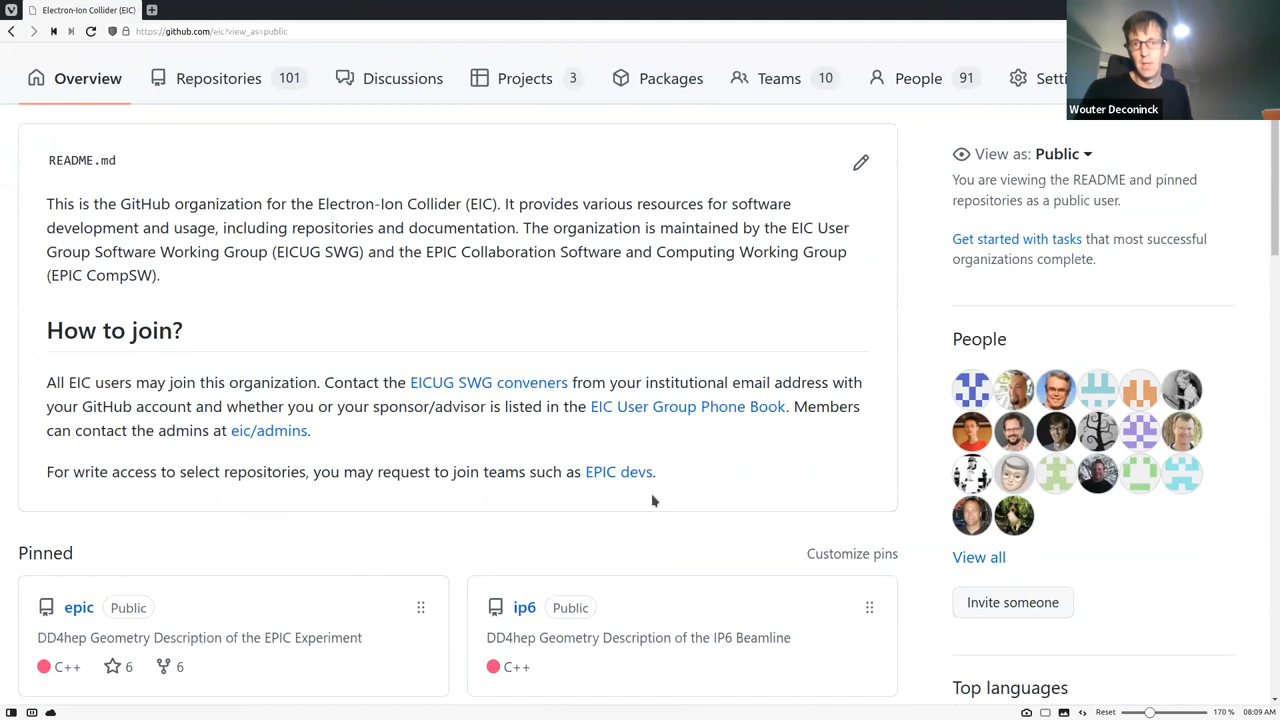 Electron-Ion Collider (EIC)
https://github.com/eic?view_as=public
Overview
Repositories 101
Discussions
Projects 3
Packages
Teams 10
People 91
Setti
Wouter Deconinck
README.md
This is the GitHub organization for the Electron-Ion Collider (EIC). It provides various resources for software
development and usage, including repositories and documentation. The organization is maintained by the EIC User
Group Software Working Group (EICUG SWG) and the EPIC Collaboration Software and Computing Working Group
(EPIC CompSW).
How to join?
All EIC users may join this organization. Contact the EICUG SWG conveners from your institutional email address with
your GitHub account and whether you or your sponsor/advisor is listed in the EIC User Group Phone Book. Members
can contact the admins at eic/admins.
For write access to select repositories, you may request to join teams such as EPIC devs.
Pinned
Customize pins
epic Public
DD4hep Geometry Description of the EPIC Experiment
C++ 6 6
ip6 Public
DD4hep Geometry Description of the IP6 Beamline
C++
View as: Public
You are viewing the README and pinned
repositories as a public user.
Get started with tasks that most successful
organizations complete.
People
View all
Invite someone
Top languages
Reset
170 %
08:09 AM